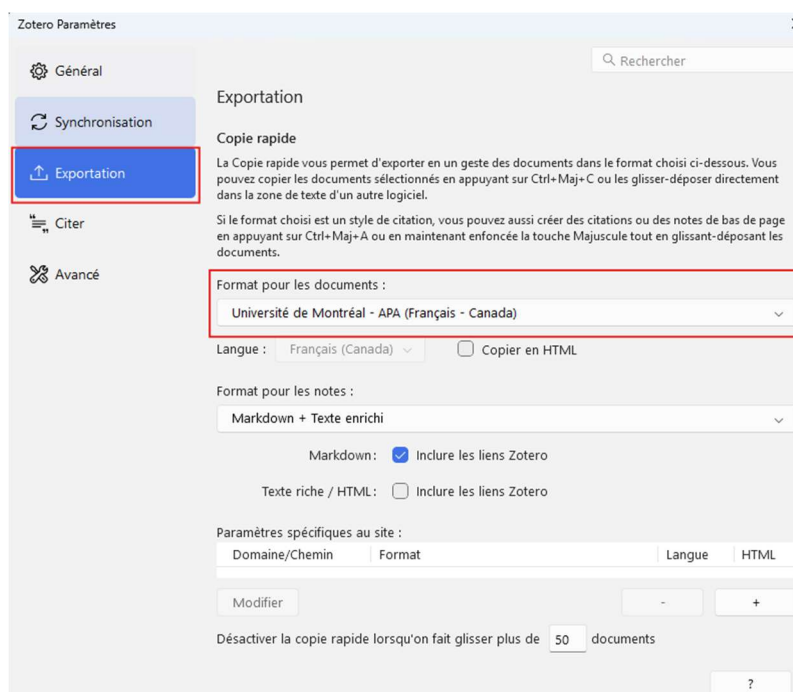 Zotero Paramètres
Rechercher
Général
Synchronisation
Exportation
Citer
Avancé
Exportation
Copie rapide
La Copie rapide vous permet d'exporter en un geste des documents dans le format choisi ci-dessous. Vous
pouvez copier les documents sélectionnés en appuyant sur Ctrl+Maj+C ou les glisser-déposer directement
dans la zone de texte d'un autre logiciel.
Si le format choisi est un style de citation, vous pouvez aussi créer des citations ou des notes de bas de page
en appuyant sur Ctrl+Maj+A ou en maintenant enfoncée la touche Majuscule tout en glissant-déposant les
documents.
Format pour les documents :
Université de Montréal - APA (Français - Canada)
Langue : Français (Canada) Copier en HTML
Format pour les notes :
Markdown + Texte enrichi
Markdown: Inclure les liens Zotero
Texte riche / HTML: Inclure les liens Zotero
Paramètres spécifiques au site :
Domaine/Chemin Format Langue HTML
Modifier - +
Désactiver la copie rapide lorsqu'on fait glisser plus de 50 documents
?